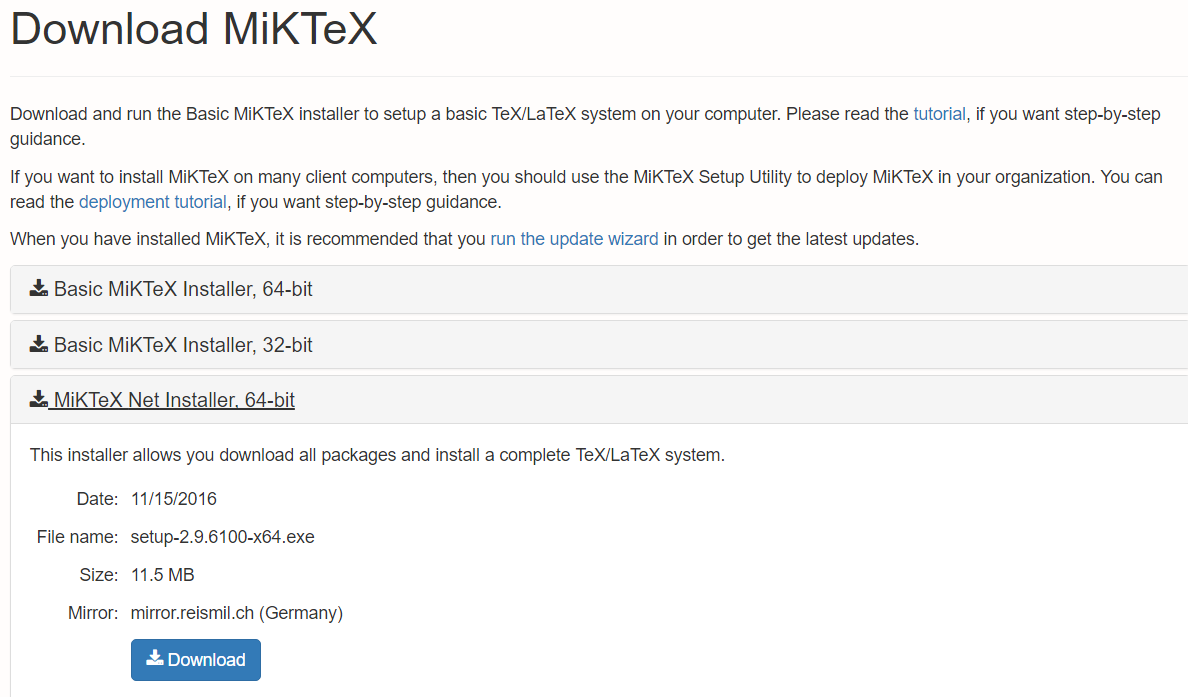 Download MiKTeX
Download and run the Basic MiKTeX installer to setup a basic TeX/LaTeX system on your computer. Please read the tutorial, if you want step-by-step
guidance.
If you want to install MiKTeX on many client computers, then you should use the MiKTeX Setup Utility to deploy MiKTeX in your organization. You can
read the deployment tutorial, if you want step-by-step guidance.
When you have installed MiKTeX, it is recommended that you run the update wizard in order to get the latest updates.
Basic MiKTeX Installer, 64-bit
Basic MiKTeX Installer, 32-bit
MiKTeX Net Installer, 64-bit
This installer allows you download all packages and install a complete TeX/LaTeX system.
Date: 11/15/2016
File name: setup-2.9.6100-x64.exe
Size: 11.5 MB
Mirror: mirror.reismil.ch (Germany)
Download